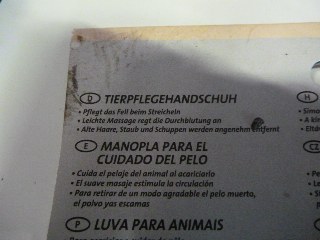 D TIERPFLEGEHANDSCHUH
• Pflegt das Fell beim Streicheln
• Leichte Massage regt die Durchblutung an
• Alte Haare, Staub und Schuppen werden angenehm entfernt
E MANOPLA PARA EL
CUIDADO DEL PELO
• Cuida el pelaje del animal al acariciarlo
• El suave masaje estimula la circulación
• Para retirar de un modo agradable el pelo muerto,
el polvo yas escamas
P LUVA PARA ANIMAIS
H
CZ